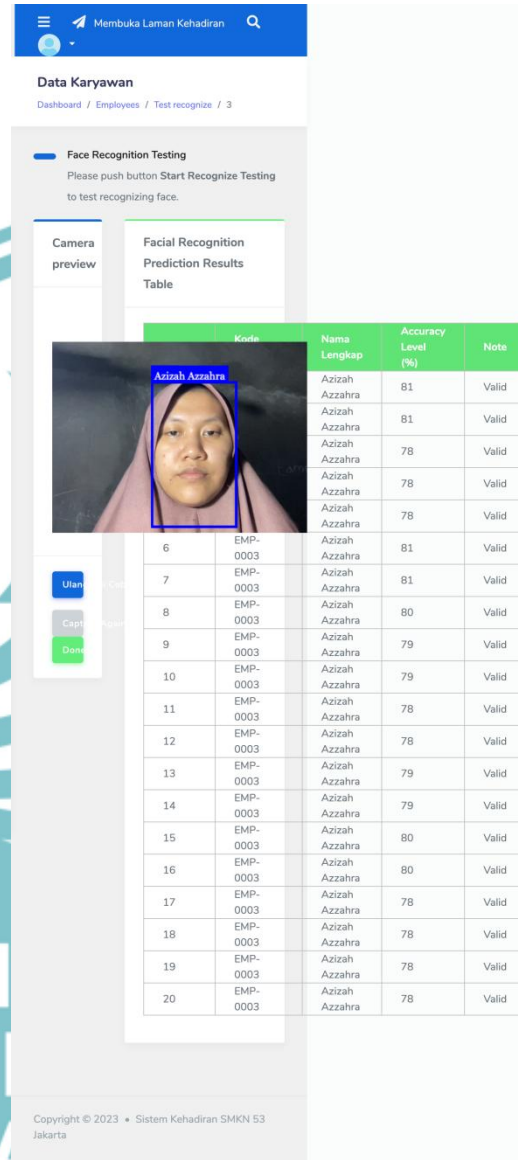 Membuka Laman Kehadiran
Data Karyawan
Dashboard / Employees / Test recognize / 3
Face Recognition Testing
Please push button Start Recognize Testing
to test recognizing face.
Camera
preview
Facial Recognition
Prediction Results
Table
Kode
Nama
Lengkap
Accuracy
Level
(%)
Note
Azizah Azzahra
Azizah
Azzahra
81
Valid
Azizah
Azzahra
81
Valid
Azizah
Azzahra
78
Valid
Azizah
Azzahra
78
Valid
Azizah
Azzahra
78
Valid
6
EMP-
0003
Azizah
Azzahra
81
Valid
7
EMP-
0003
Azizah
Azzahra
81
Valid
8
EMP-
0003
Azizah
Azzahra
80
Valid
9
EMP-
0003
Azizah
Azzahra
79
Valid
10
EMP-
0003
Azizah
Azzahra
79
Valid
11
EMP-
0003
Azizah
Azzahra
78
Valid
12
EMP-
0003
Azizah
Azzahra
78
Valid
13
EMP-
0003
Azizah
Azzahra
79
Valid
14
EMP-
0003
Azizah
Azzahra
79
Valid
15
EMP-
0003
Azizah
Azzahra
80
Valid
16
EMP-
0003
Azizah
Azzahra
80
Valid
17
EMP-
0003
Azizah
Azzahra
78
Valid
18
EMP-
0003
Azizah
Azzahra
78
Valid
19
EMP-
0003
Azizah
Azzahra
78
Valid
20
EMP-
0003
Azizah
Azzahra
78
Valid
Done
Copyright © 2023 • Sistem Kehadiran SMKN 53
Jakarta